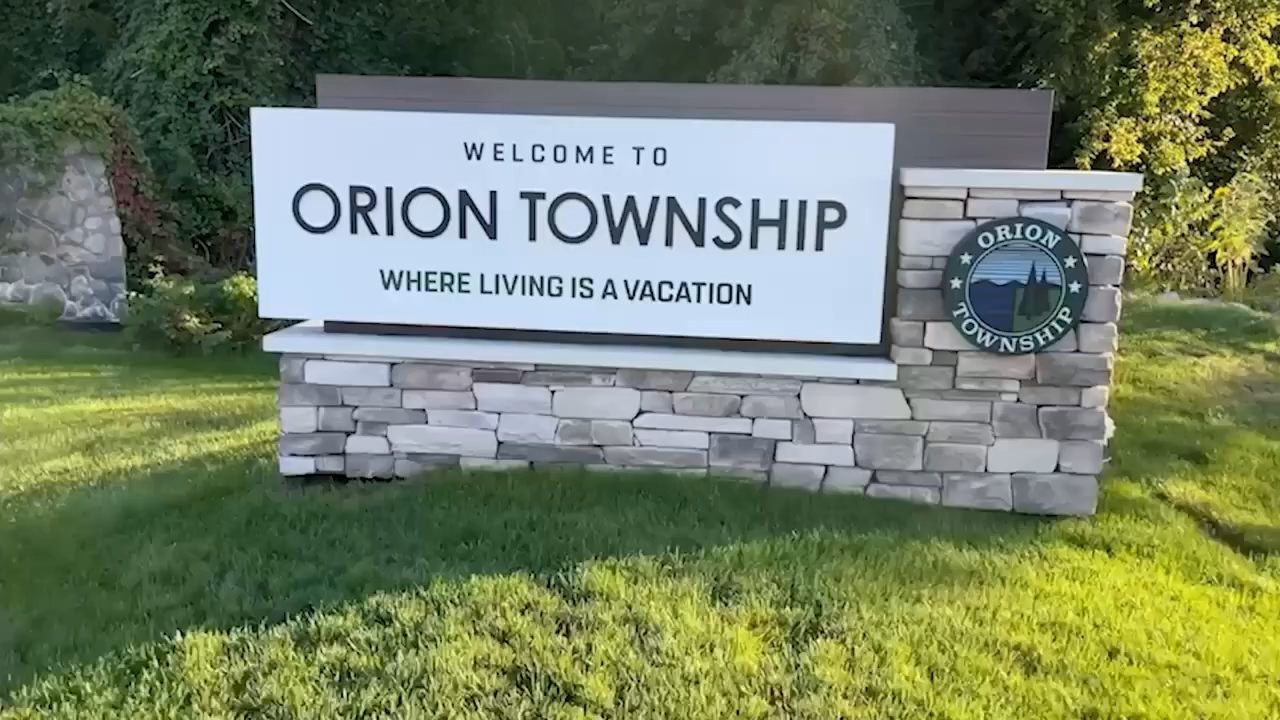 WELCOME TO
ORION TOWNSHIP
WHERE LIVING IS A VACATION
ORION
TOWNSHIP